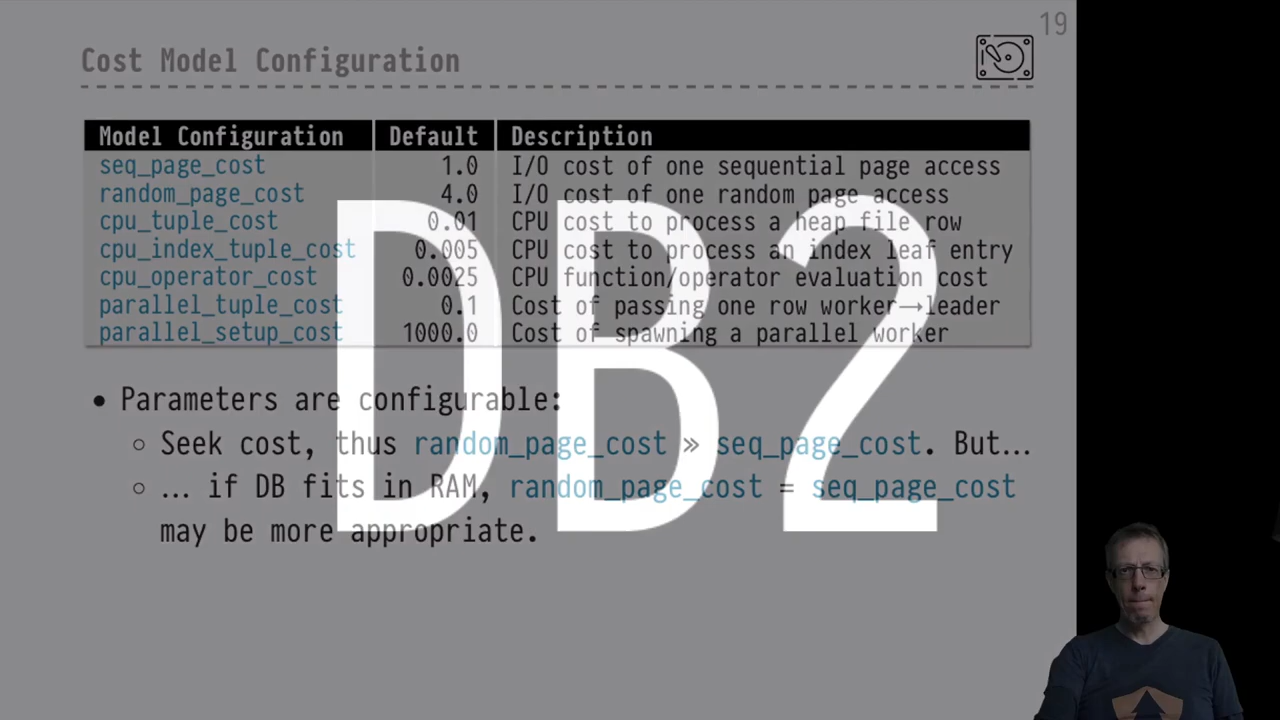 19
Cost Model Configuration
Model Configuration Default Description
seq_page_cost 1.0 I/O cost of one sequential page access
random_page_cost 4.0 I/O cost of one random page access
cpu_tuple_cost 0.01 CPU cost to process a heap file row
cpu_index_tuple_cost 0.005 CPU cost to process an index leaf entry
cpu_operator_cost 0.0025 CPU function/operator evaluation cost
parallel_tuple_cost 0.1 Cost of passing one row worker→leader
parallel_setup_cost 1000.0 Cost of spawning a parallel worker
DB2
• Parameters are configurable:
○ Seek cost, thus random_page_cost » seq_page_cost. But…
○ … if DB fits in RAM, random_page_cost = seq_page_cost
may be more appropriate.